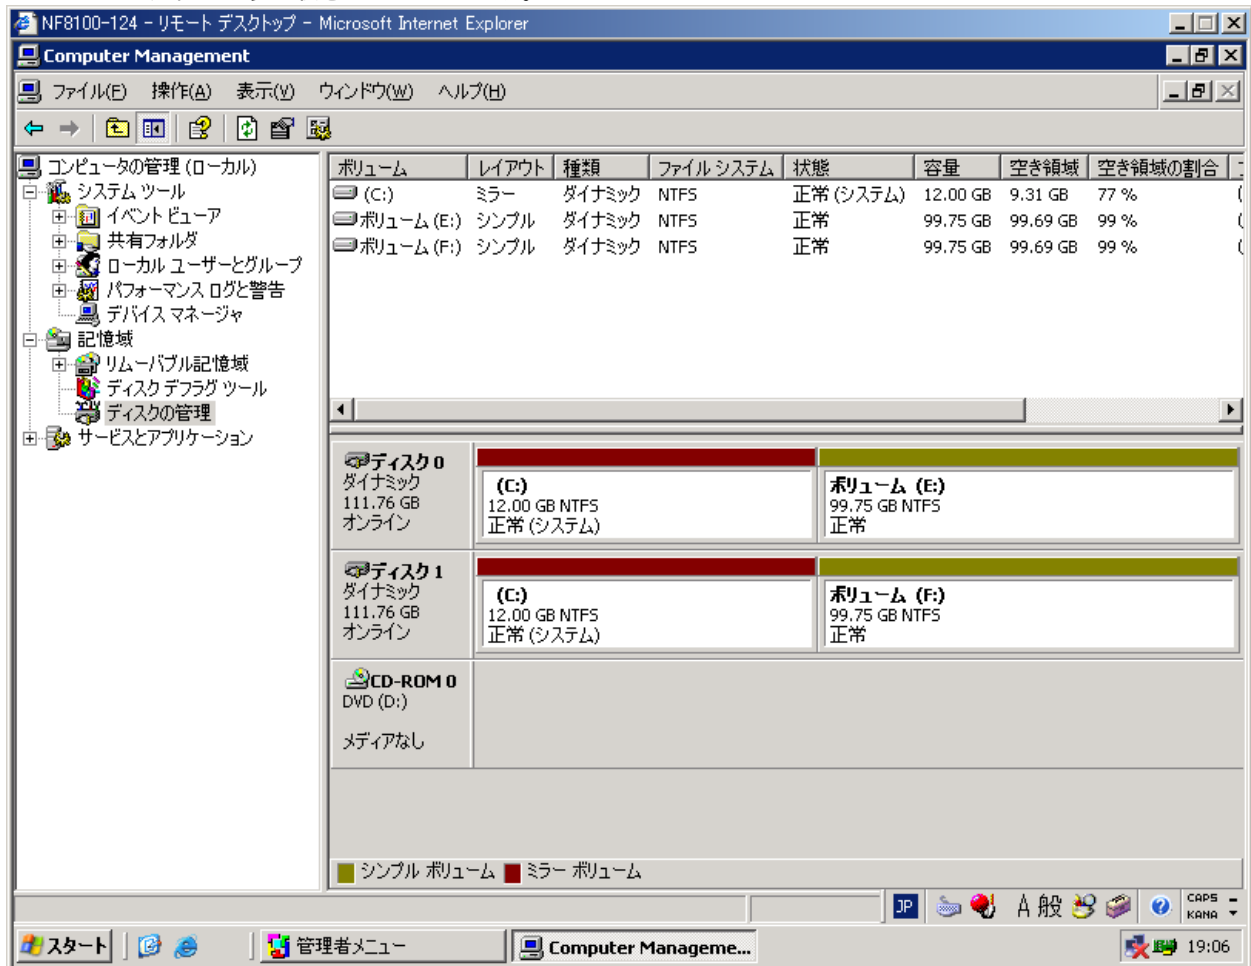 NF8100-124 - リモート デスクトップ - Microsoft Internet Explorer
Computer Management
ファイル(F) 操作(A) 表示(V) ウィンドウ(W) ヘルプ(H)
コンピュータの管理 (ローカル)
システム ツール
イベント ビューア
共有フォルダ
ローカル ユーザーとグループ
パフォーマンス ログと警告
デバイス マネージャ
記憶域
リムーバブル記憶域
ディスク デフラグ ツール
ディスクの管理
サービスとアプリケーション
ボリューム レイアウト 種類 ファイル システム 状態 容量 空き領域 空き領域の割合
(C:) ミラー ダイナミック NTFS 正常 (システム) 12.00 GB 9.31 GB 77 %
ボリューム (E:) シンプル ダイナミック NTFS 正常 99.75 GB 99.69 GB 99 %
ボリューム (F:) シンプル ダイナミック NTFS 正常 99.75 GB 99.69 GB 99 %
ディスク 0
ダイナミック
111.76 GB
オンライン
(C:)
12.00 GB NTFS
正常 (システム)
ボリューム (E:)
99.75 GB NTFS
正常
ディスク 1
ダイナミック
111.76 GB
オンライン
(C:)
12.00 GB NTFS
正常 (システム)
ボリューム (F:)
99.75 GB NTFS
正常
CD-ROM 0
DVD (D:)
メディアなし
シンプル ボリューム ミラー ボリューム
JP A 般 CAPS
KANA
スタート 管理者メニュー Computer Manageme... 19:06